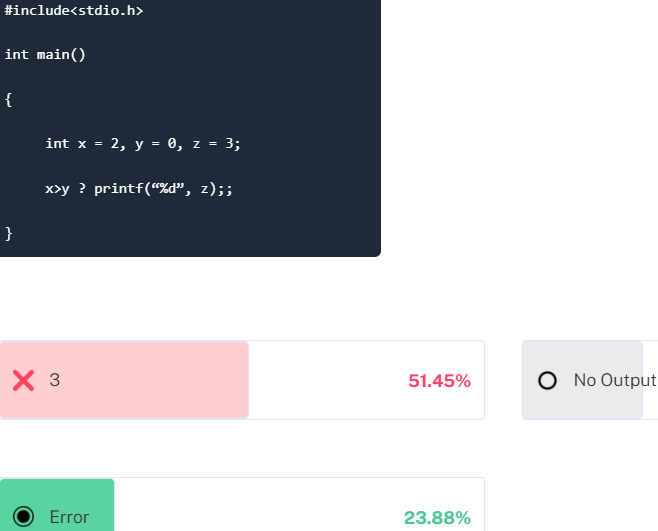 #include<stdio.h>
int main()
{
int x = 2, y = 0, z = 3;
x>y ? printf(“%d”, z);;
}
3 51.45%
No Output
Error 23.88%